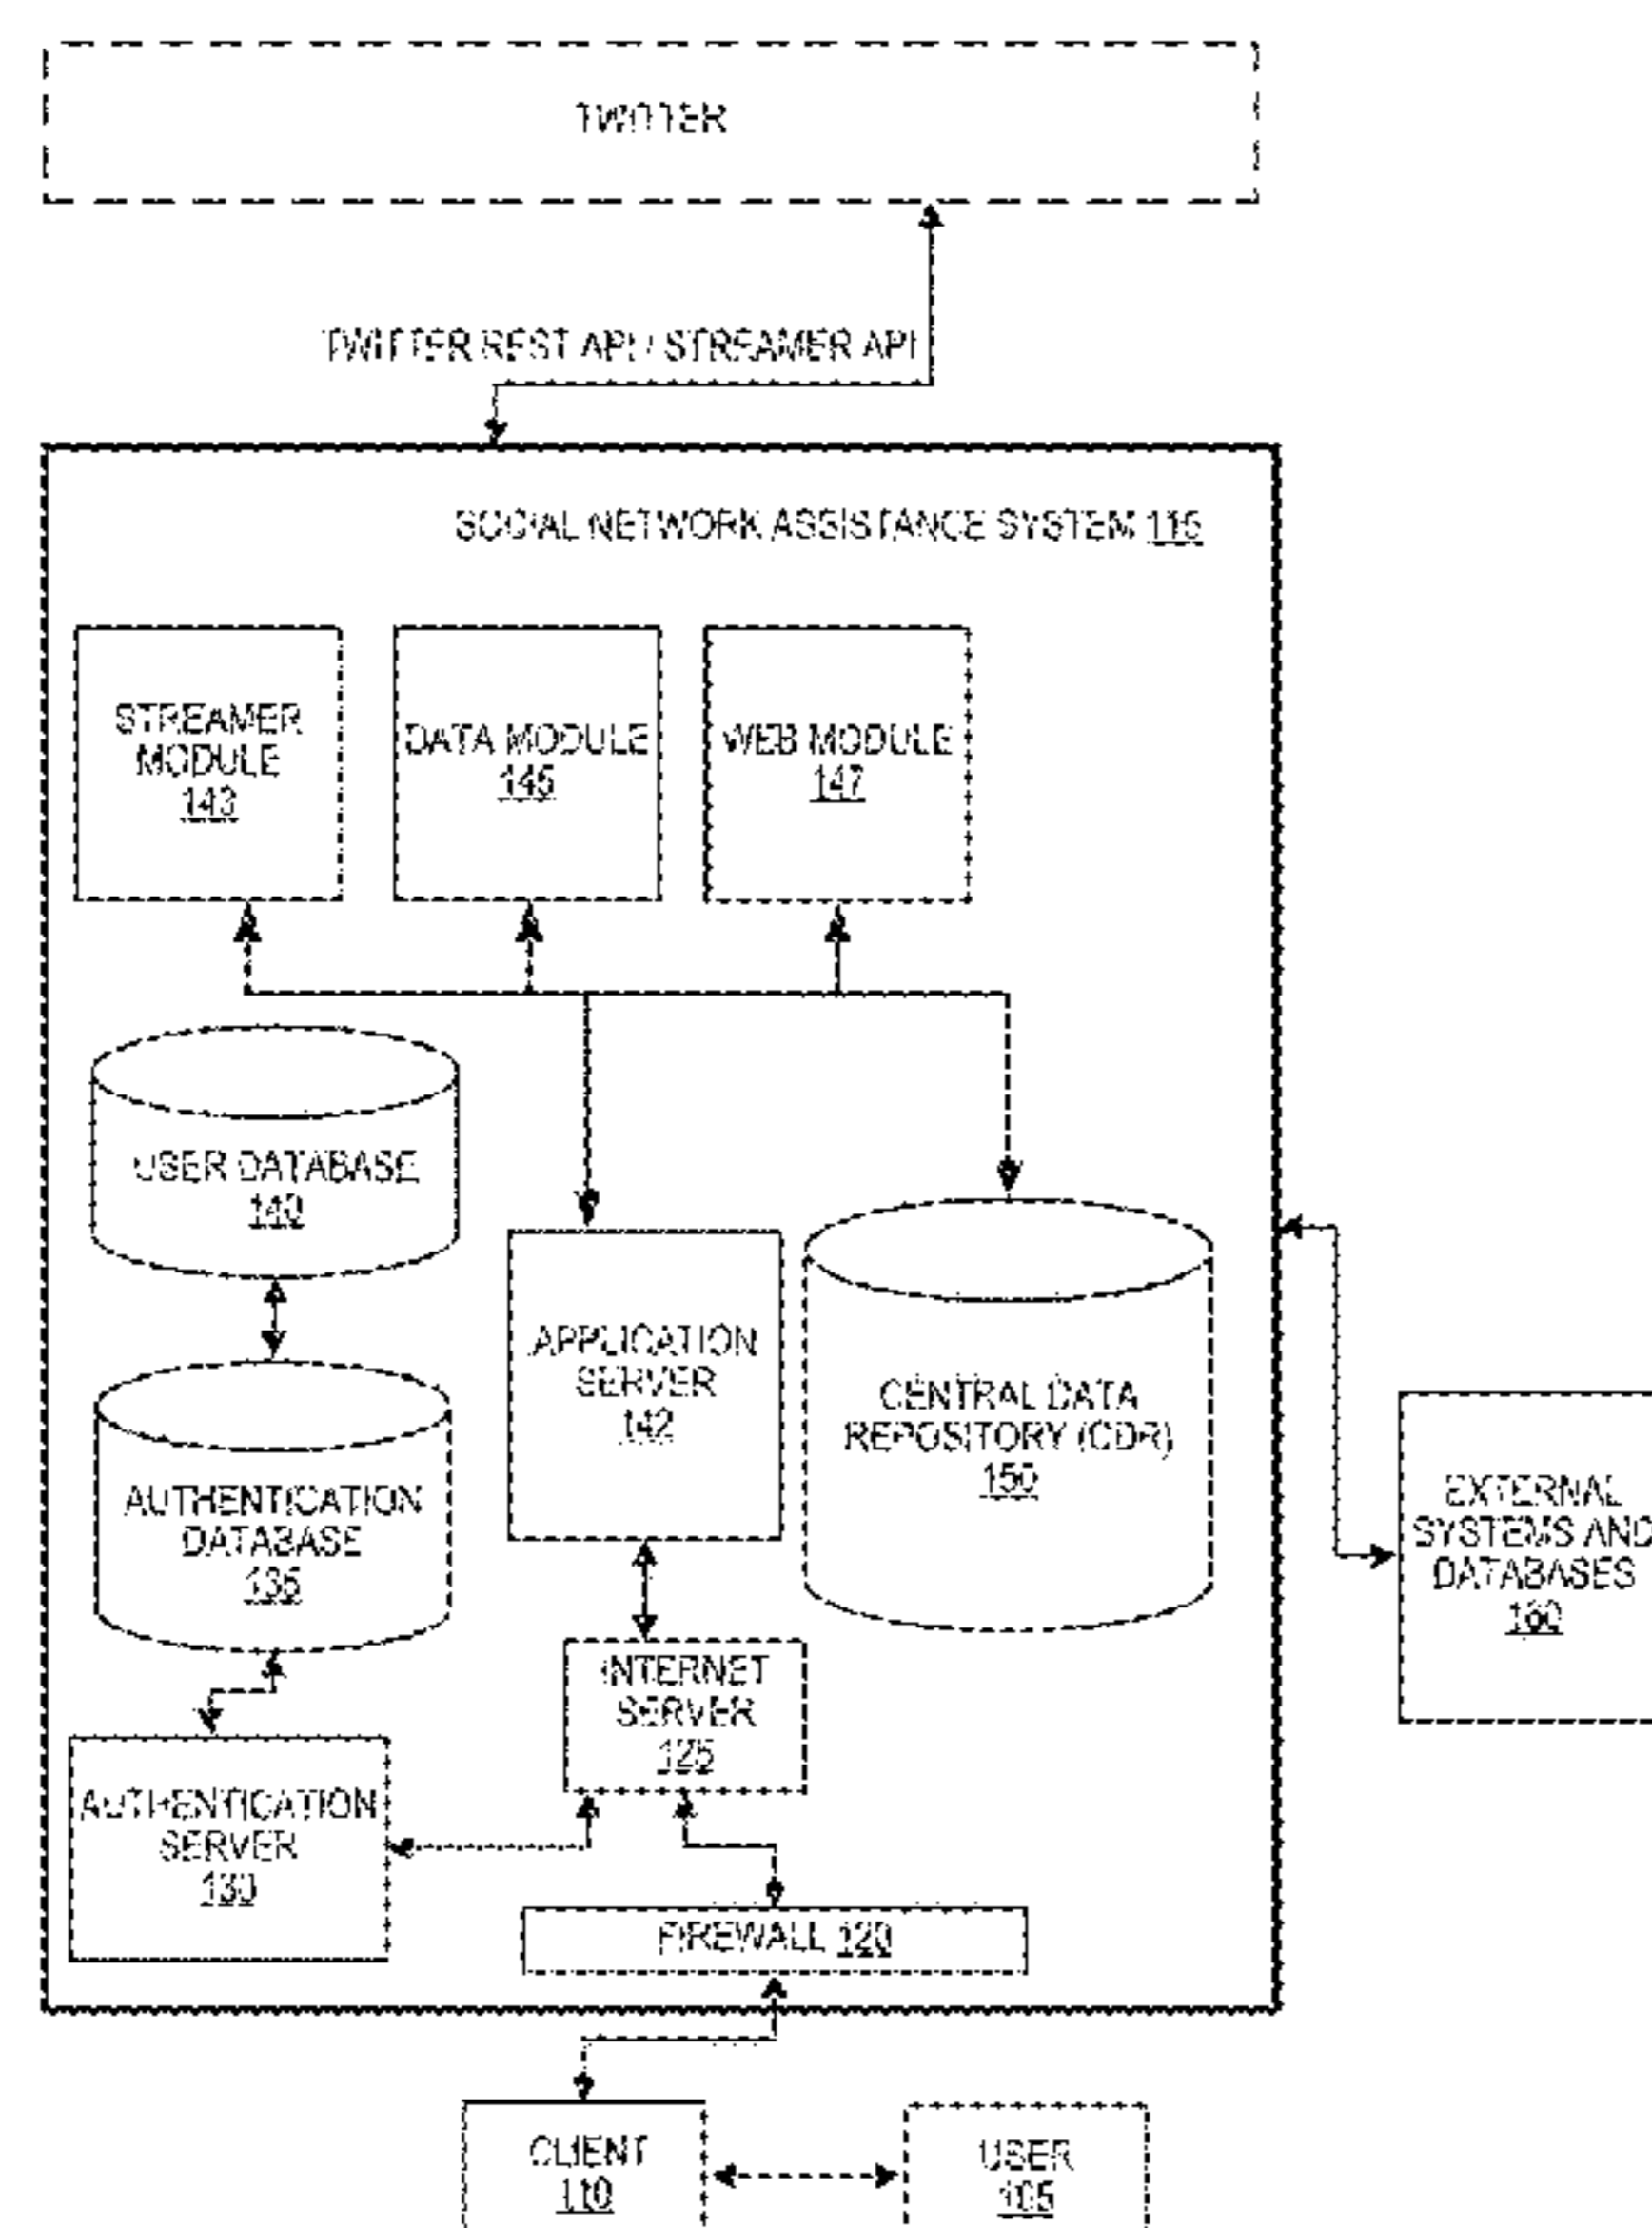 TWITTER
TWITTER REST API / STREAMER API
SOCIAL NETWORK ASSISTANCE SYSTEM 115
STREAMER
MODULE
143
DATA MODULE
145
WEB MODULE
147
USER DATABASE
140
APPLICATION
SERVER
142
CENTRAL DATA
REPOSITORY (CDR)
150
AUTHENTICATION
DATABASE
135
EXTERNAL
SYSTEMS AND
DATABASES
160
INTERNET
SERVER
125
AUTHENTICATION
SERVER
130
FIREWALL 120
CLIENT
110
USER
105